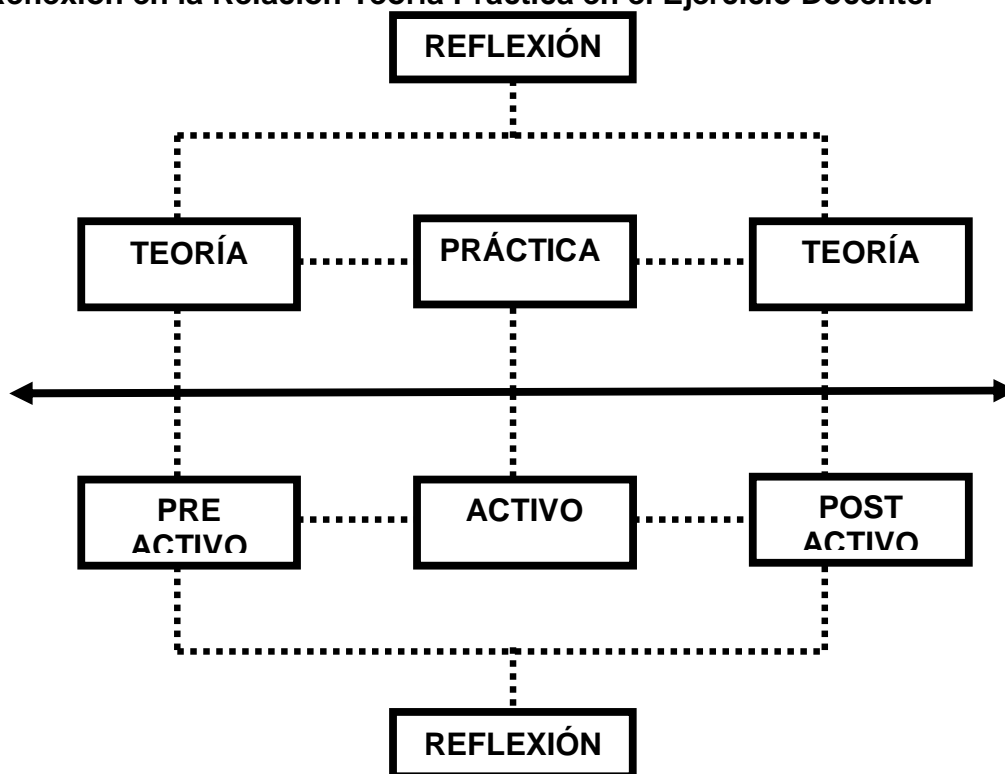 Reflexión en la Relación Teoría Práctica en el Ejercicio Docente.
REFLEXIÓN
TEORÍA
PRÁCTICA
TEORÍA
PRE
ACTIVO
ACTIVO
POST
ACTIVO
REFLEXIÓN